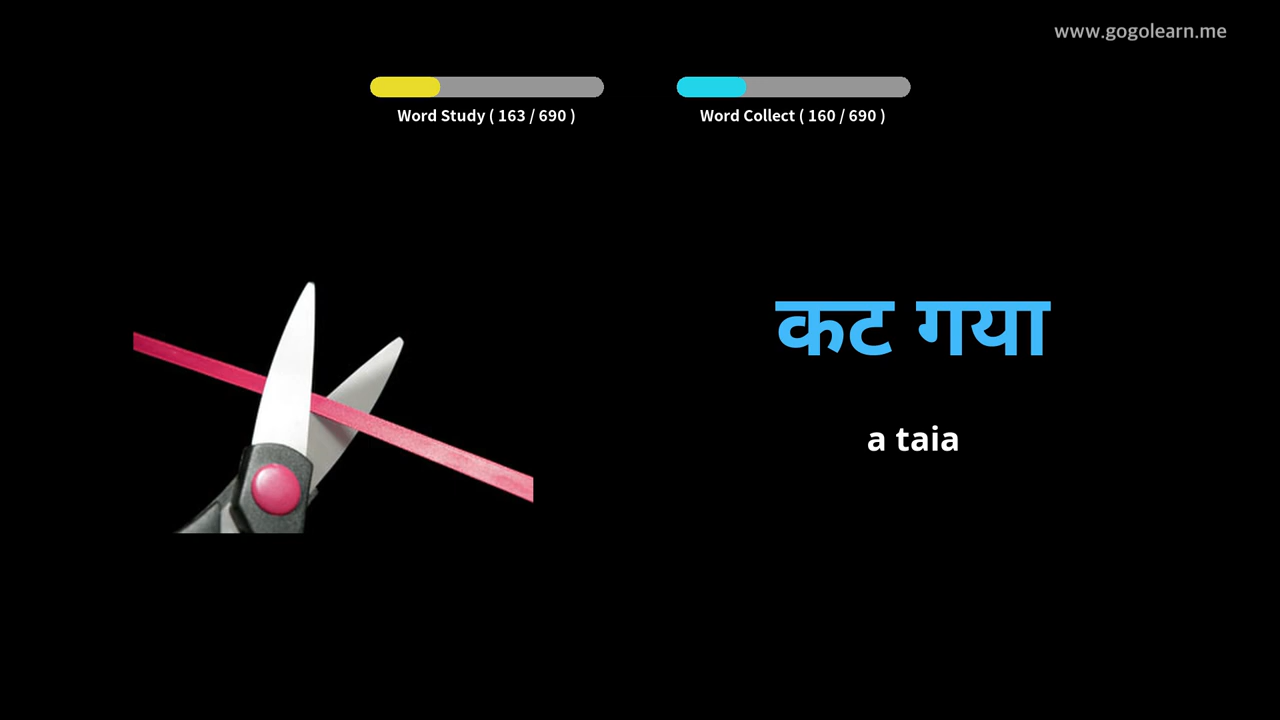 www.gogolearn.me
Word Study ( 163 / 690 )
Word Collect ( 160 / 690 )
कट गया
a taia